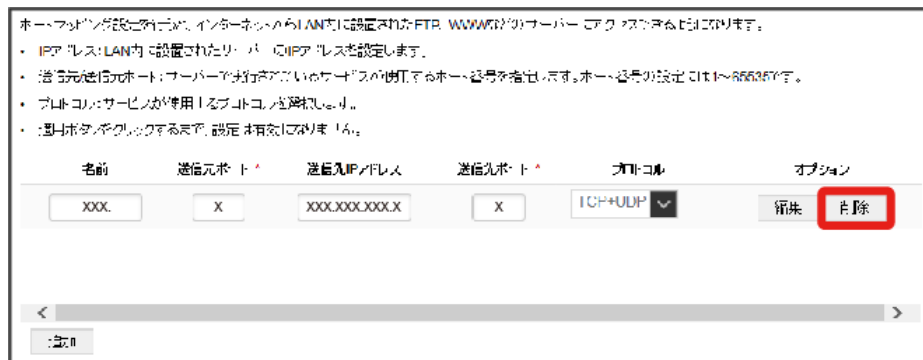 ポートマッピング設定を行うと、インターネットからLAN内に設置されたFTP、WWWなどのサーバーにアクセスできるようになります。
・ IPアドレス：LAN内に設置されたサーバーのIPアドレスを設定します。
・ 送信元/送信元ポート：サーバーで実行されているサービスが使用するポート番号を指定します。ポート番号の設定には1～65535です。
・ プロトコル：サービスが使用するプロトコルを選択します。
・ 適用ボタンをクリックするまで、設定は有効になりません。
名前 送信元ポート * 送信先IPアドレス 送信先ポート * プロトコル オプション
XXX. X XXX.XXX.XXX.X X TCP+UDP 編集 削除
追加